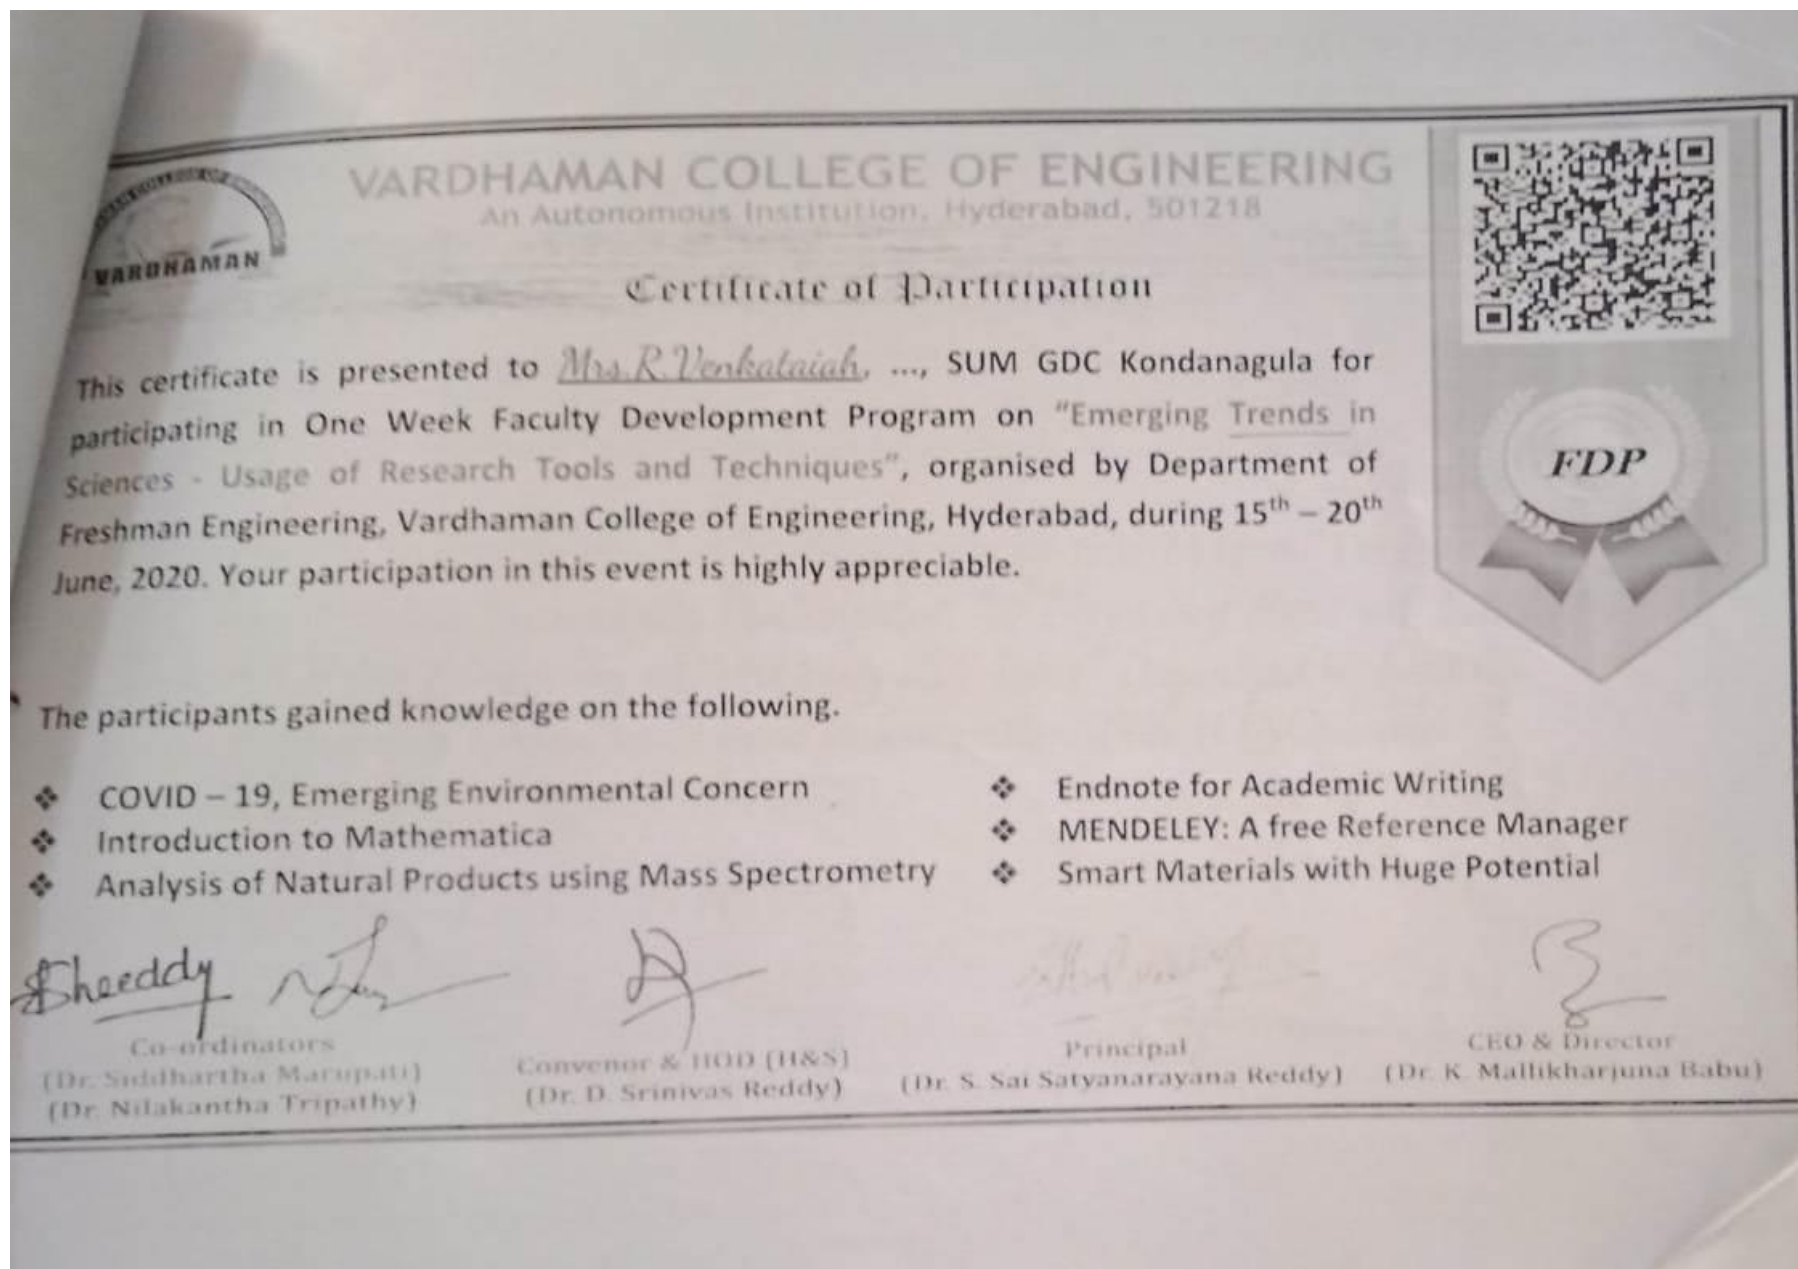 VARDHAMAN COLLEGE OF ENGINEERING
An Autonomous Institution, Hyderabad, 501218
VARDHAMAN
Certificate of Participation
This certificate is presented to Mrs.R.Venkataiah, ..., SUM GDC Kondanagula for
participating in One Week Faculty Development Program on "Emerging Trends in
Sciences - Usage of Research Tools and Techniques", organised by Department of
Freshman Engineering, Vardhaman College of Engineering, Hyderabad, during 15th – 20th
June, 2020. Your participation in this event is highly appreciable.
FDP
The participants gained knowledge on the following.
❖ COVID – 19, Emerging Environmental Concern
❖ Introduction to Mathematica
❖ Analysis of Natural Products using Mass Spectrometry
❖ Endnote for Academic Writing
❖ MENDELEY: A free Reference Manager
❖ Smart Materials with Huge Potential
Co-ordinators
(Dr. Siddhartha Marupati)
(Dr. Nilakantha Tripathy)
Convenor & HOD (H&S)
(Dr. D. Srinivas Reddy)
Principal
(Dr. S. Sai Satyanarayana Reddy)
CEO & Director
(Dr. K. Mallikharjuna Babu)